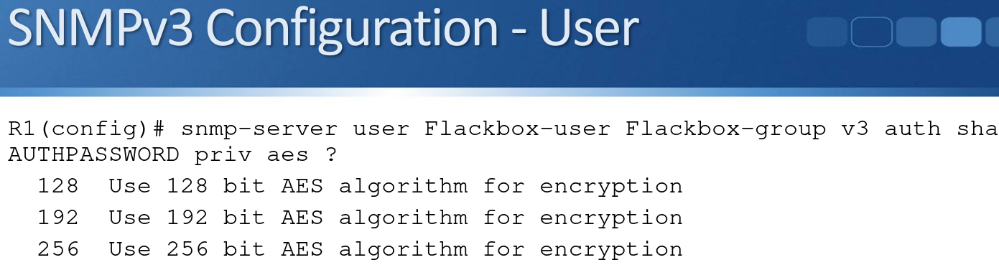 SNMPv3 Configuration - User
R1(config)# snmp-server user Flackbox-user Flackbox-group v3 auth sha
AUTHPASSWORD priv aes ?
128 Use 128 bit AES algorithm for encryption
192 Use 192 bit AES algorithm for encryption
256 Use 256 bit AES algorithm for encryption